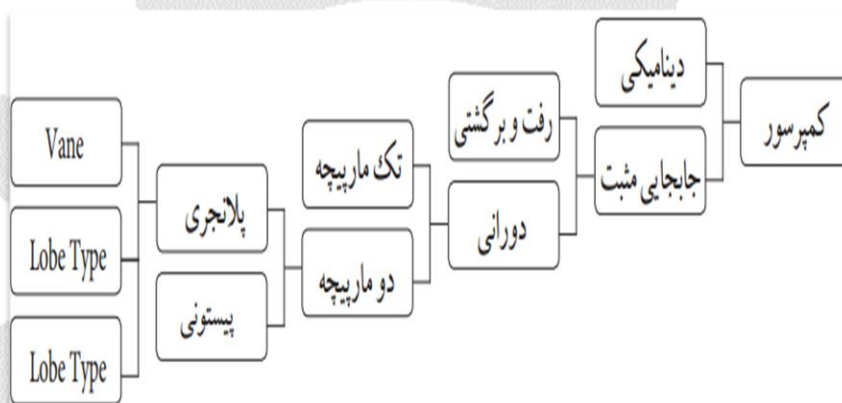 کمپرسور
دینامیکی
جابجایی مثبت
رفت و برگشتی
دورانی
تک مارپیچه
دو مارپیچه
پلانجری
پیستونی
Vane
Lobe Type
Lobe Type